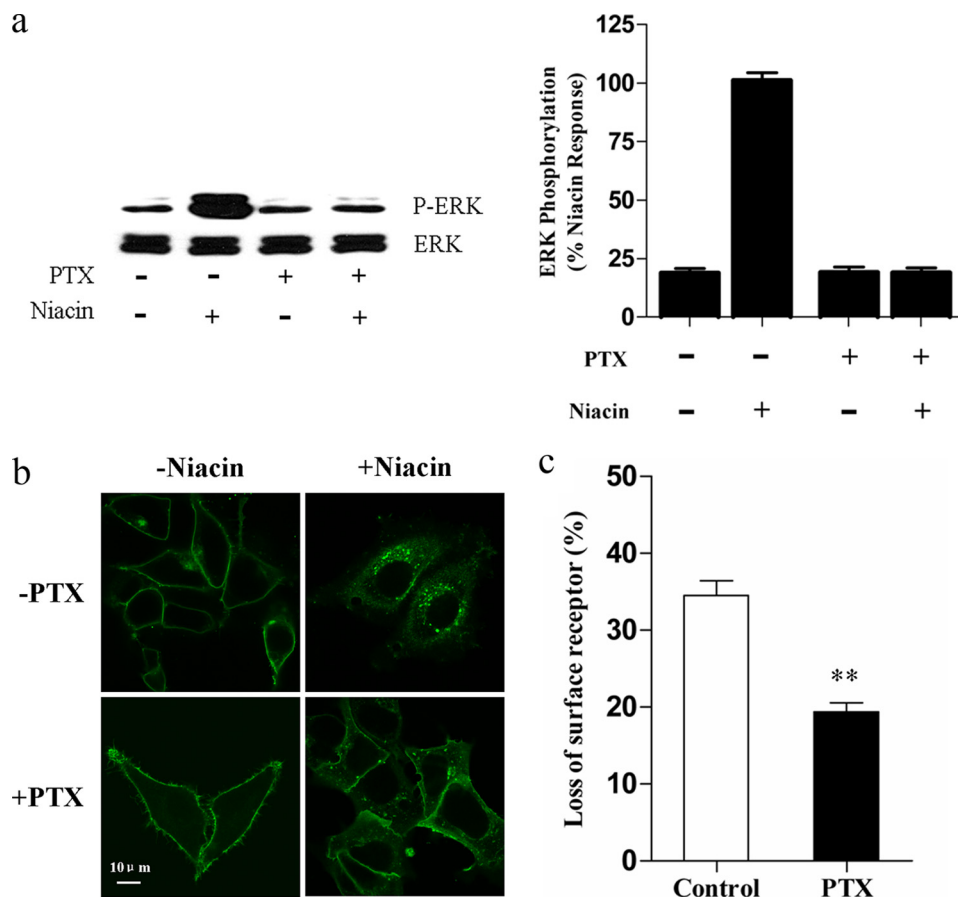 a
P-ERK
ERK
PTX - - + +
Niacin - + - +
ERK Phosphorylation
(% Niacin Response)
125
100
75
50
25
0
PTX - - + +
Niacin - + - +
b
-Niacin +Niacin
-PTX
+PTX
10 μm
c
Loss of surface receptor (%)
50
40
30
20
10
0
**
Control PTX